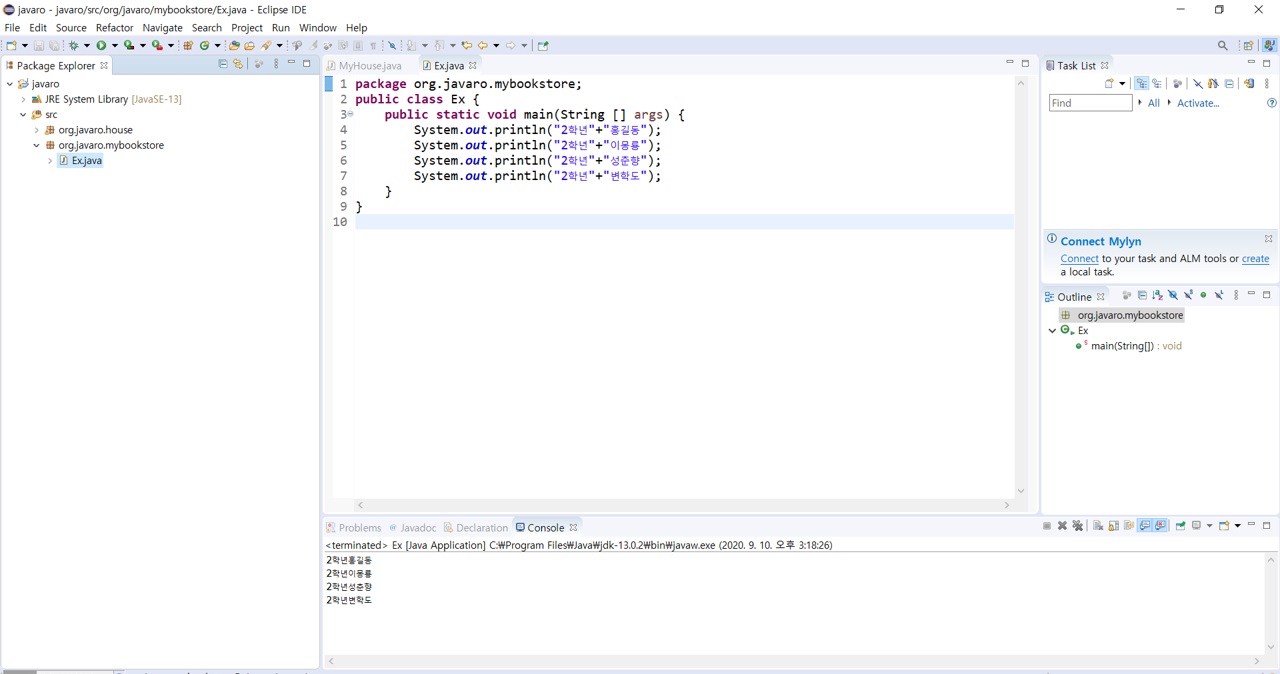 javaro - javaro/src/org/javaro/mybookstore/Ex.java - Eclipse IDE
File Edit Source Refactor Navigate Search Project Run Window Help
Package Explorer
javaro
JRE System Library [JavaSE-13]
src
org.javaro.house
org.javaro.mybookstore
Ex.java
MyHouse.java Ex.java
1 package org.javaro.mybookstore;
2 public class Ex {
3 public static void main(String [] args) {
4 System.out.println("2학년"+"홍길동");
5 System.out.println("2학년"+"이몽룡");
6 System.out.println("2학년"+"성춘향");
7 System.out.println("2학년"+"변학도");
8 }
9 }
10
Task List
Find All Activate...
Connect Mylyn
Connect to your task and ALM tools or create
a local task.
Outline
org.javaro.mybookstore
Ex
main(String[]) : void
Problems Javadoc Declaration Console
<terminated> Ex [Java Application] C:₩Program Files₩Java₩jdk-13.0.2₩bin₩javaw.exe (2020. 9. 10. 오후 3:18:26)
2학년홍길동
2학년이몽룡
2학년성춘향
2학년변학도